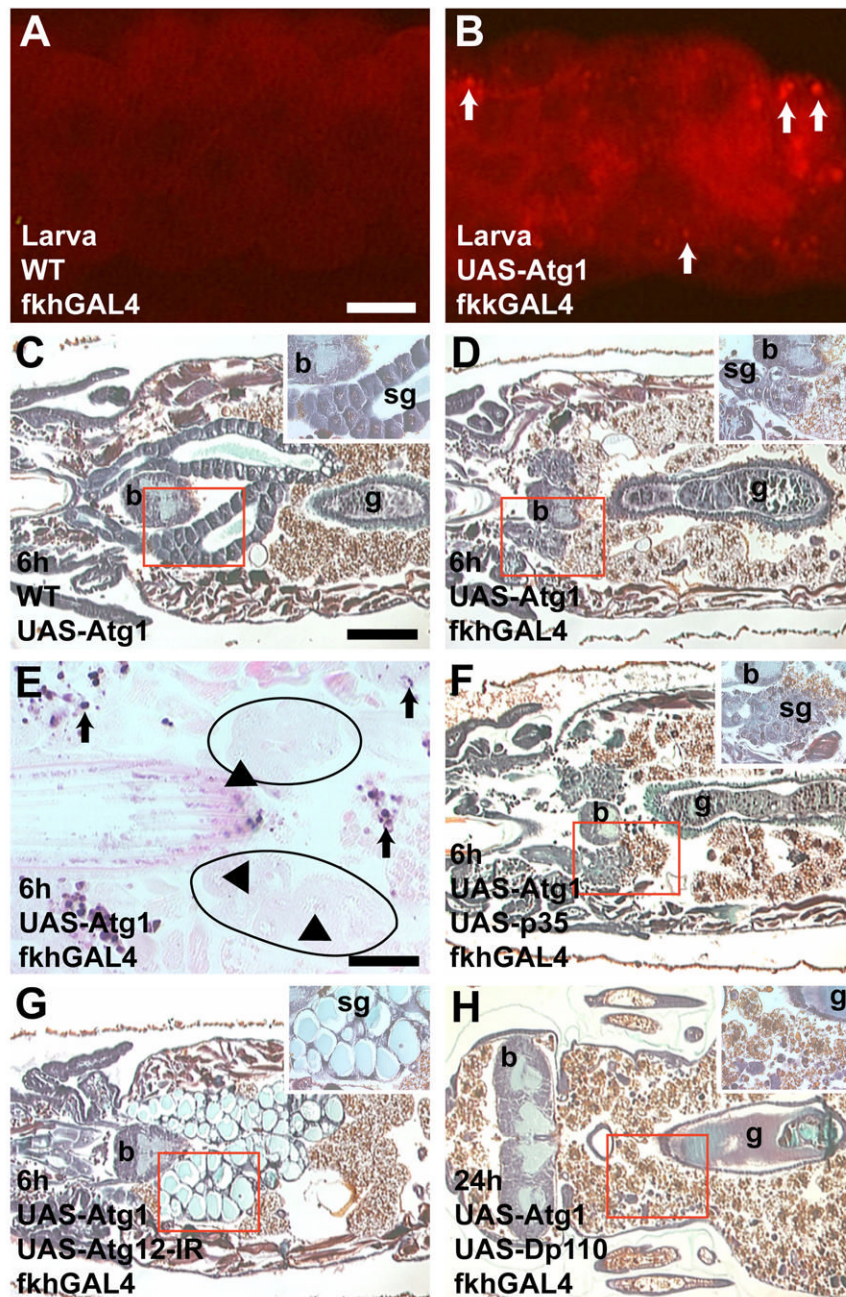 A
Larva
WT
fkhGAL4
B
Larva
UAS-Atg1
fkkGAL4
C
b
sg
b
g
6h
WT
UAS-Atg1
D
b
sg
b
g
6h
UAS-Atg1
fkhGAL4
E
6h
UAS-Atg1
fkhGAL4
F
b
sg
b
g
6h
UAS-Atg1
UAS-p35
fkhGAL4
G
sg
b
6h
UAS-Atg1
UAS-Atg12-IR
fkhGAL4
H
g
b
g
24h
UAS-Atg1
UAS-Dp110
fkhGAL4